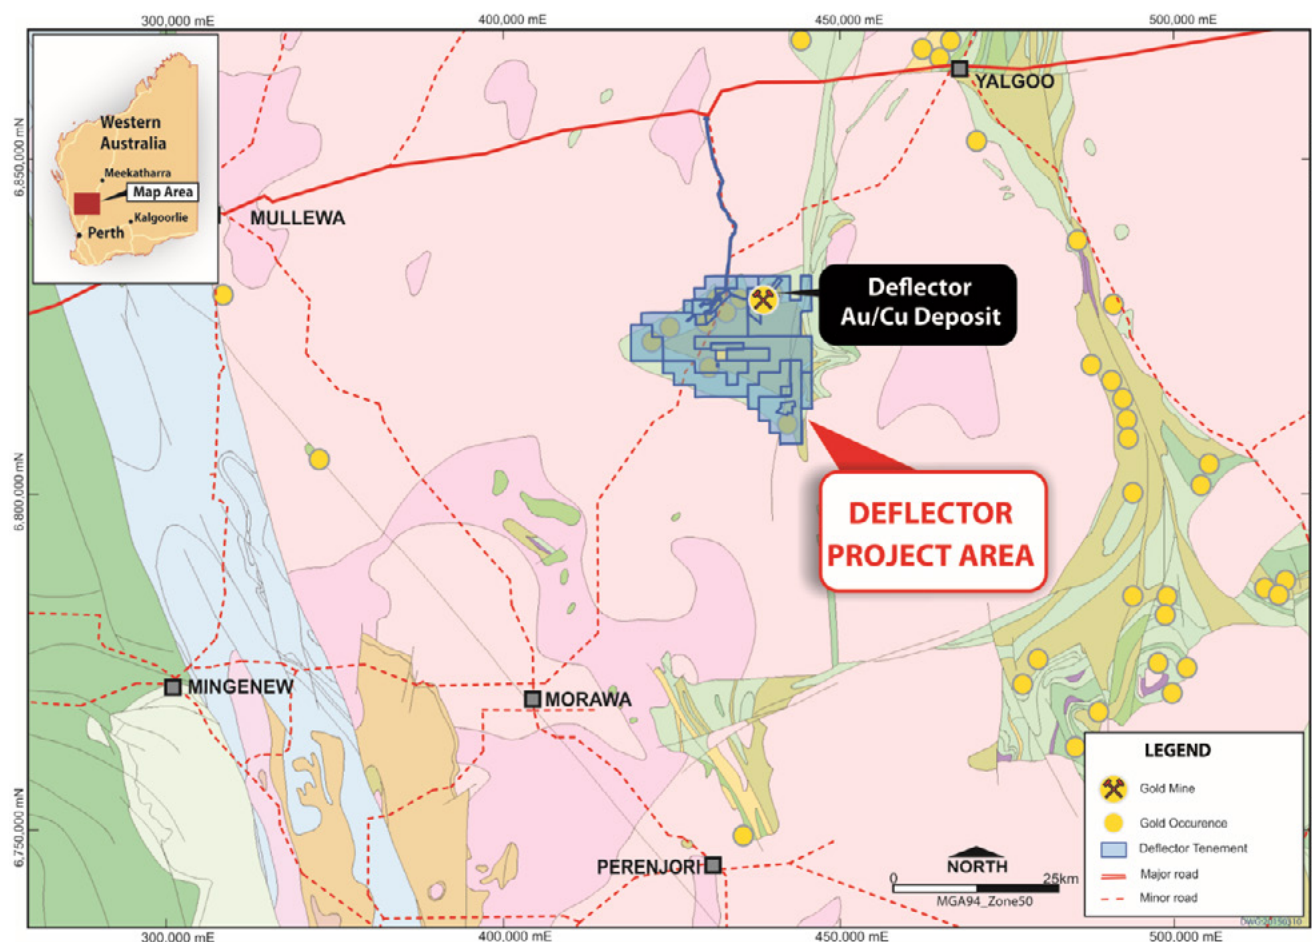 300,000 mE
400,000 mE
450,000 mE
500,000 mE
Western
Australia
Meekatharra
Map Area
Kalgoorlie
Perth
YALGOO
6,850,000 mN
MULLEWA
Deflector
Au/Cu Deposit
6,800,000 mN
DEFLECTOR
PROJECT AREA
MINGENEW
MORAWA
LEGEND
Gold Mine
Gold Occurence
Deflector Tenement
Major road
Minor road
6,750,000 mN
PERENJORI
NORTH
0
25km
MGA94_Zone50
300,000 mE
400,000 mE
450,000 mE
500,000 mE